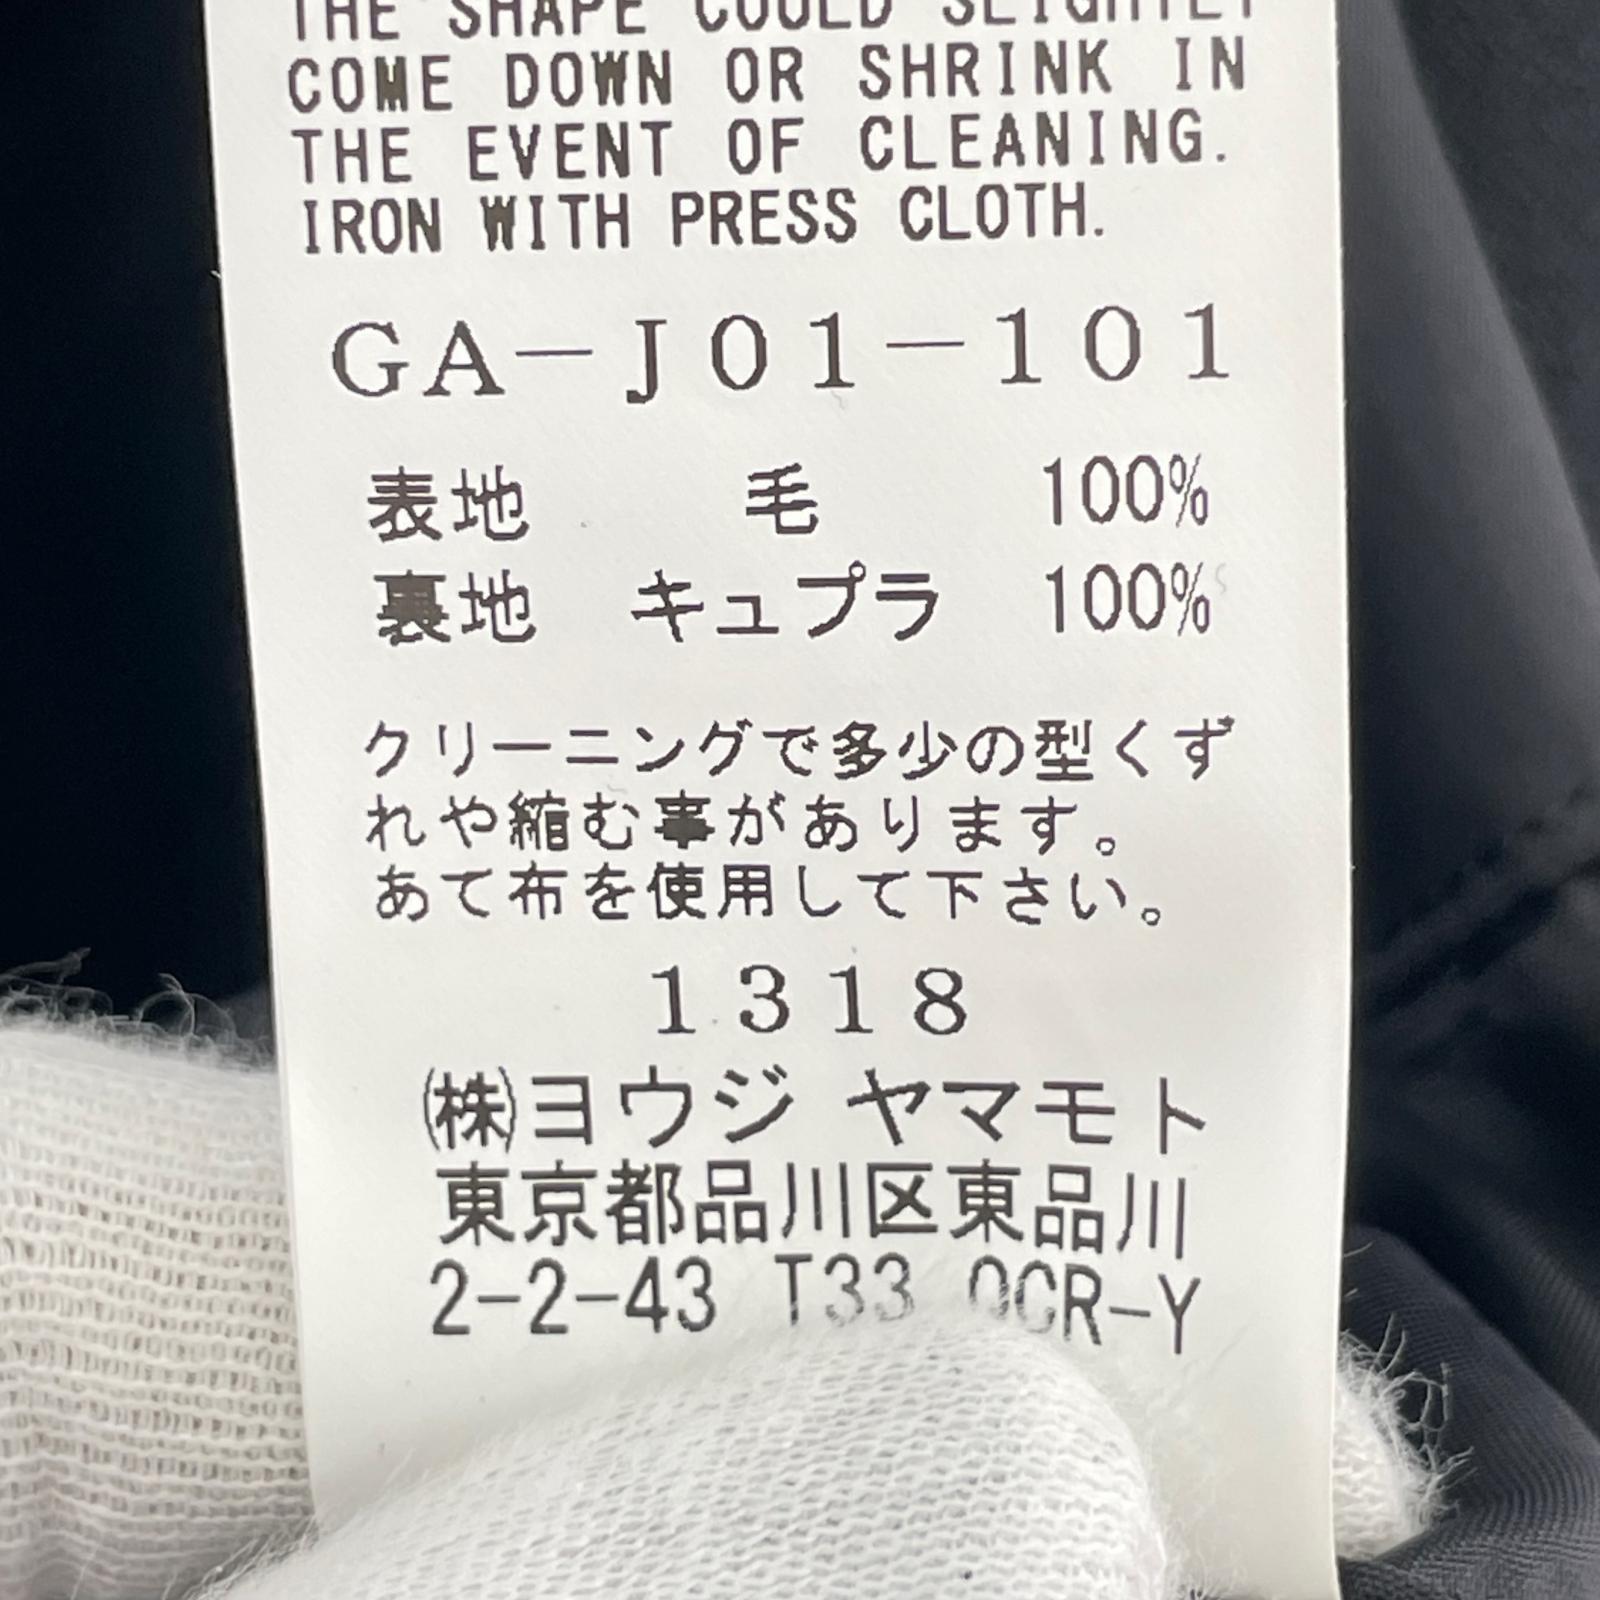 THE SHAPE COULD SLIGHTLY
COME DOWN OR SHRINK IN
THE EVENT OF CLEANING.
IRON WITH PRESS CLOTH.
GA－J01－101
表地 毛 100%
裏地 キュプラ 100%
クリーニングで多少の型くず
れや縮む事があります。
あて布を使用して下さい。
1318
㈱ヨウジ ヤマモト
東京都品川区東品川
2-2-43 T33 OCR-Y